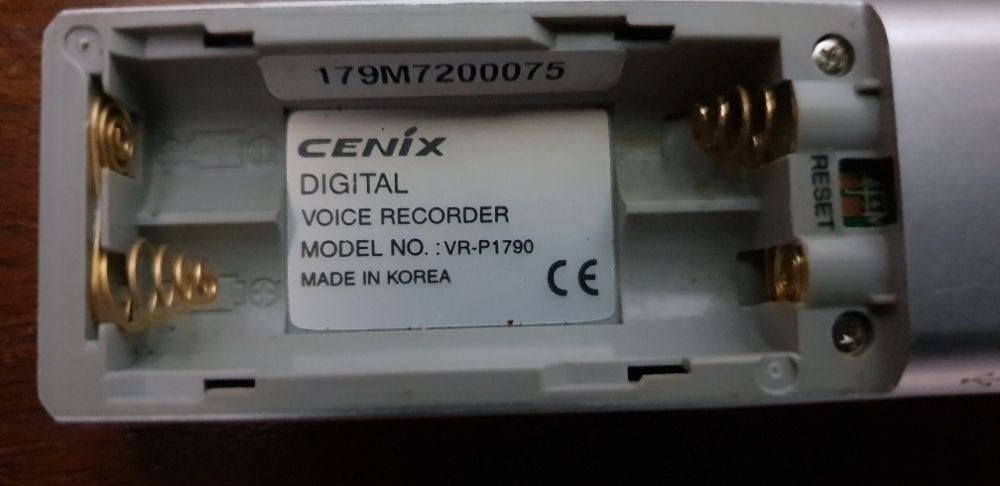 179M7200075
CENIX
DIGITAL
VOICE RECORDER
MODEL NO. : VR-P1790
MADE IN KOREA
CE
RESET